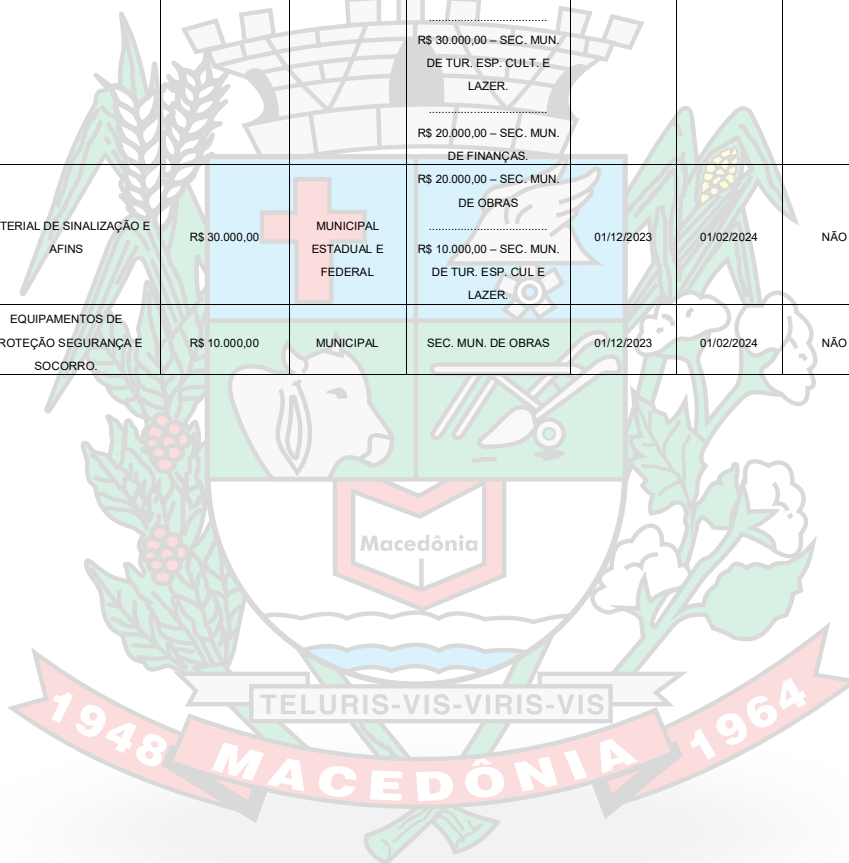 ....................................
R$ 30.000,00 – SEC. MUN.
DE TUR. ESP. CULT. E
LAZER.
....................................
R$ 20.000,00 – SEC. MUN.
DE FINANÇAS.
TERIAL DE SINALIZAÇÃO E
AFINS
R$ 30.000,00
MUNICIPAL
ESTADUAL E
FEDERAL
R$ 20.000,00 – SEC. MUN.
DE OBRAS
....................................
R$ 10.000,00 – SEC. MUN.
DE TUR. ESP. CUL E
LAZER.
01/12/2023
01/02/2024
NÃO
EQUIPAMENTOS DE
ROTEÇÃO SEGURANÇA E
SOCORRO.
R$ 10.000,00
MUNICIPAL
SEC. MUN. DE OBRAS
01/12/2023
01/02/2024
NÃO
Macedônia
TELURIS-VIS-VIRIS-VIS
1948 MACEDÔNIA 1964